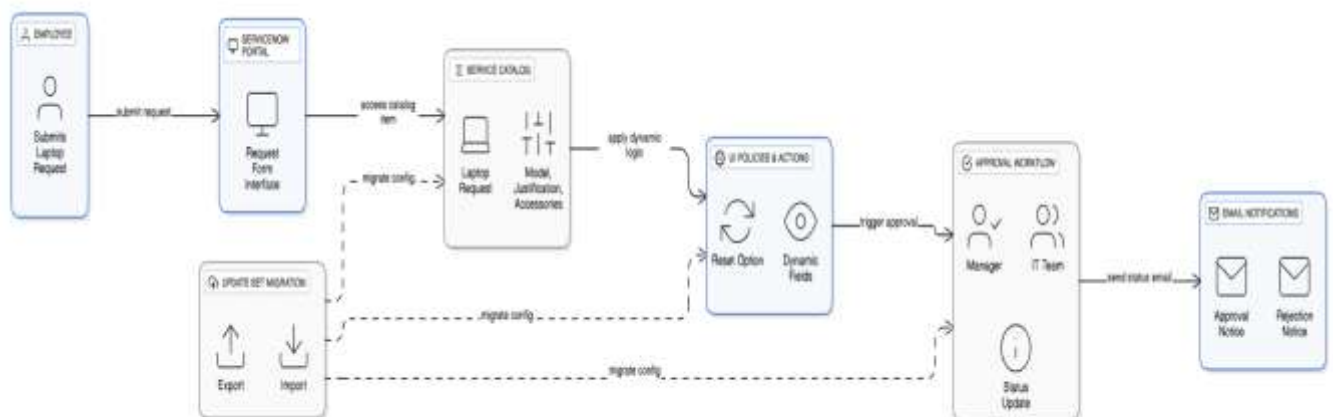 EMPLOYEE
Submits
Laptop
Request
submit request
SERVICENOW
PORTAL
Request
Form
Interface
access catalog
item
SERVICE CATALOG
Laptop
Request
Model,
Justification,
Accessories
apply dynamic
logic
UI POLICIES & ACTIONS
Reset Option
Dynamic
Fields
trigger approval
APPROVAL WORKFLOW
Manager
IT Team
Status
Update
send status email
EMAIL NOTIFICATIONS
Approval
Notice
Rejection
Notice
UPDATE SET MIGRATION
Export
Import
migrate config
migrate config
migrate config